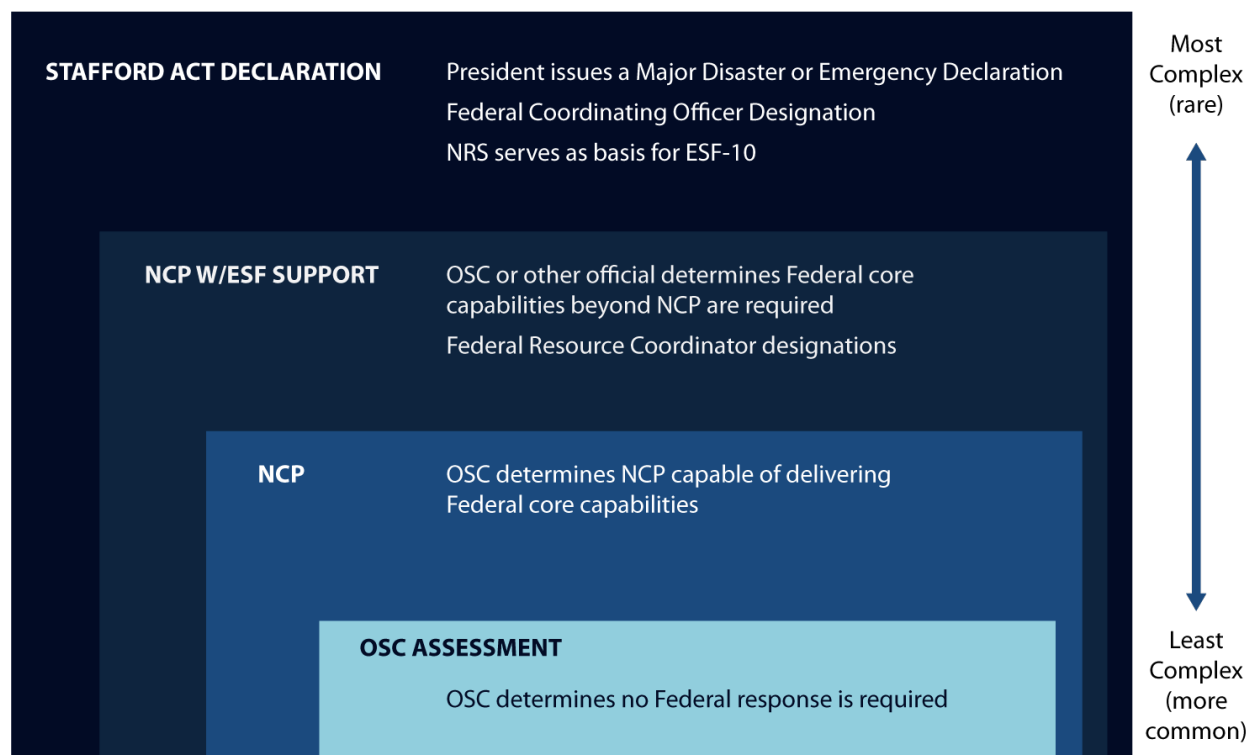 STAFFORD ACT DECLARATION
President issues a Major Disaster or Emergency Declaration
Federal Coordinating Officer Designation
NRS serves as basis for ESF-10
NCP W/ESF SUPPORT
OSC or other official determines Federal core
capabilities beyond NCP are required
Federal Resource Coordinator designations
NCP
OSC determines NCP capable of delivering
Federal core capabilities
OSC ASSESSMENT
OSC determines no Federal response is required
Most
Complex
(rare)
Least
Complex
(more
common)